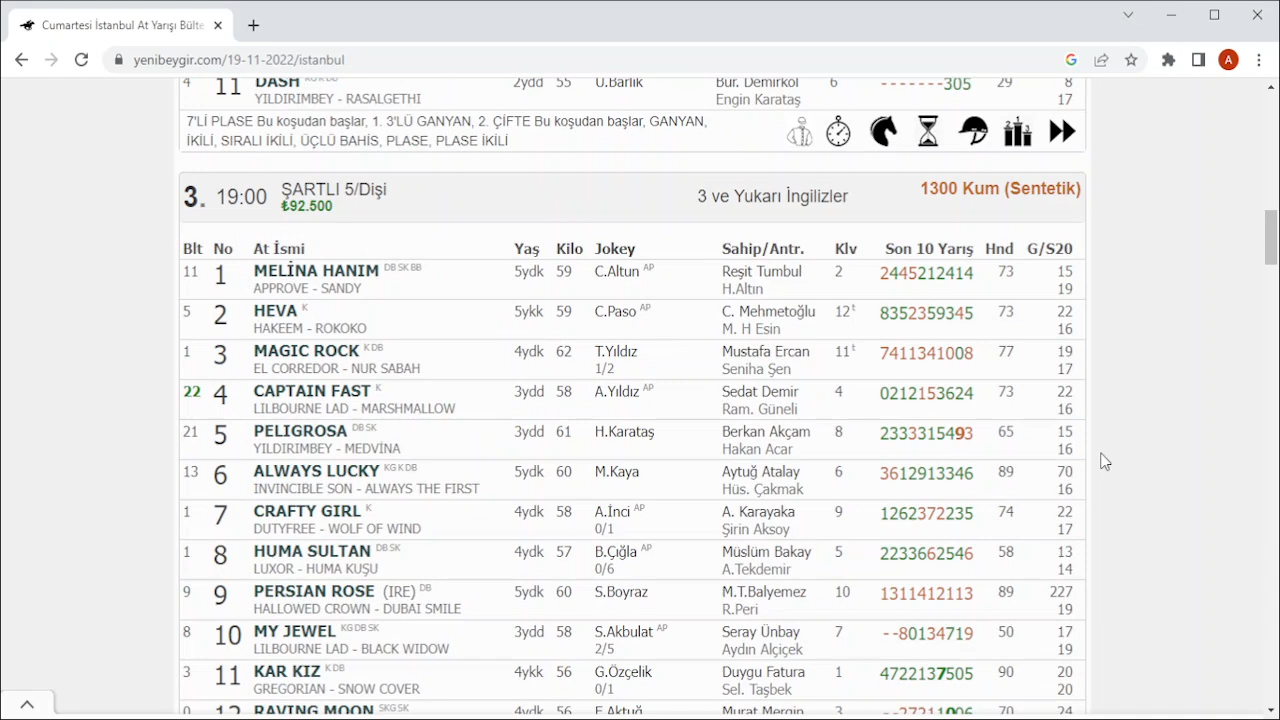 Cumartesi İstanbul At Yarışı Bülte
yenibeygir.com/19-11-2022/istanbul
A
4 11 DASH KG K DB 2ydd 55 U.Barlık Bur. Demirkol 6 -------305 29 8
YILDIRIMBEY - RASALGETHI Engin Karataş 17
7'Lİ PLASE Bu koşudan başlar, 1. 3'LÜ GANYAN, 2. ÇİFTE Bu koşudan başlar, GANYAN,
İKİLİ, SIRALI İKİLİ, ÜÇLÜ BAHİS, PLASE, PLASE İKİLİ
3. 19:00 ŞARTLI 5/Dişi 3 ve Yukarı İngilizler 1300 Kum (Sentetik)
₺92.500
Blt No At İsmi Yaş Kilo Jokey Sahip/Antr. Klv Son 10 Yarış Hnd G/S20
11 1 MELİNA HANIM DB SK BB 5ydk 59 C.Altun AP Reşit Tumbul 2 2445212414 73 15
APPROVE - SANDY H.Altın 19
5 2 HEVA K 5ykk 59 C.Paso AP C. Mehmetoğlu 12t 8352359345 73 22
HAKEEM - ROKOKO M. H Esin 16
1 3 MAGIC ROCK K DB 4ydk 62 T.Yıldız Mustafa Ercan 11t 7411341008 77 19
EL CORREDOR - NUR SABAH 1/2 Seniha Şen 17
22 4 CAPTAIN FAST K 3ydd 58 A.Yıldız AP Sedat Demir 4 0212153624 73 22
LILBOURNE LAD - MARSHMALLOW Ram. Güneli 16
21 5 PELIGROSA DB SK 3ydd 61 H.Karataş Berkan Akçam 8 2333315493 65 15
YILDIRIMBEY - MEDVİNA Hakan Acar 16
13 6 ALWAYS LUCKY KG K DB 5ydk 60 M.Kaya Aytuğ Atalay 6 3612913346 89 70
INVINCIBLE SON - ALWAYS THE FIRST Hüs. Çakmak 16
1 7 CRAFTY GIRL K 4ydk 58 A.İnci AP A. Karayaka 9 1262372235 74 22
DUTYFREE - WOLF OF WIND 0/1 Şirin Aksoy 17
1 8 HUMA SULTAN DB SK 4ydk 57 B.Çığla AP Müslüm Bakay 5 2233662546 58 13
LUXOR - HUMA KUŞU 0/6 A.Tekdemir 14
9 9 PERSIAN ROSE (IRE) DB 5ydk 60 S.Boyraz M.T.Balyemez 10 1311412113 89 227
HALLOWED CROWN - DUBAI SMILE R.Peri 19
8 10 MY JEWEL KG DB SK 3ydd 58 S.Akbulat AP Seray Ünbay 7 --80134719 50 17
LILBOURNE LAD - BLACK WIDOW 2/5 Aydın Alçiçek 19
3 11 KAR KIZ K DB 4ykk 56 G.Özçelik Duygu Fatura 1 4722137505 90 20
GREGORIAN - SNOW COVER 0/1 Sel. Taşbek 20
0 12 RAVING MOON SKG SK 4ydk 56 E.Aktuğ Murat Mergin 3 --27211006 70 24